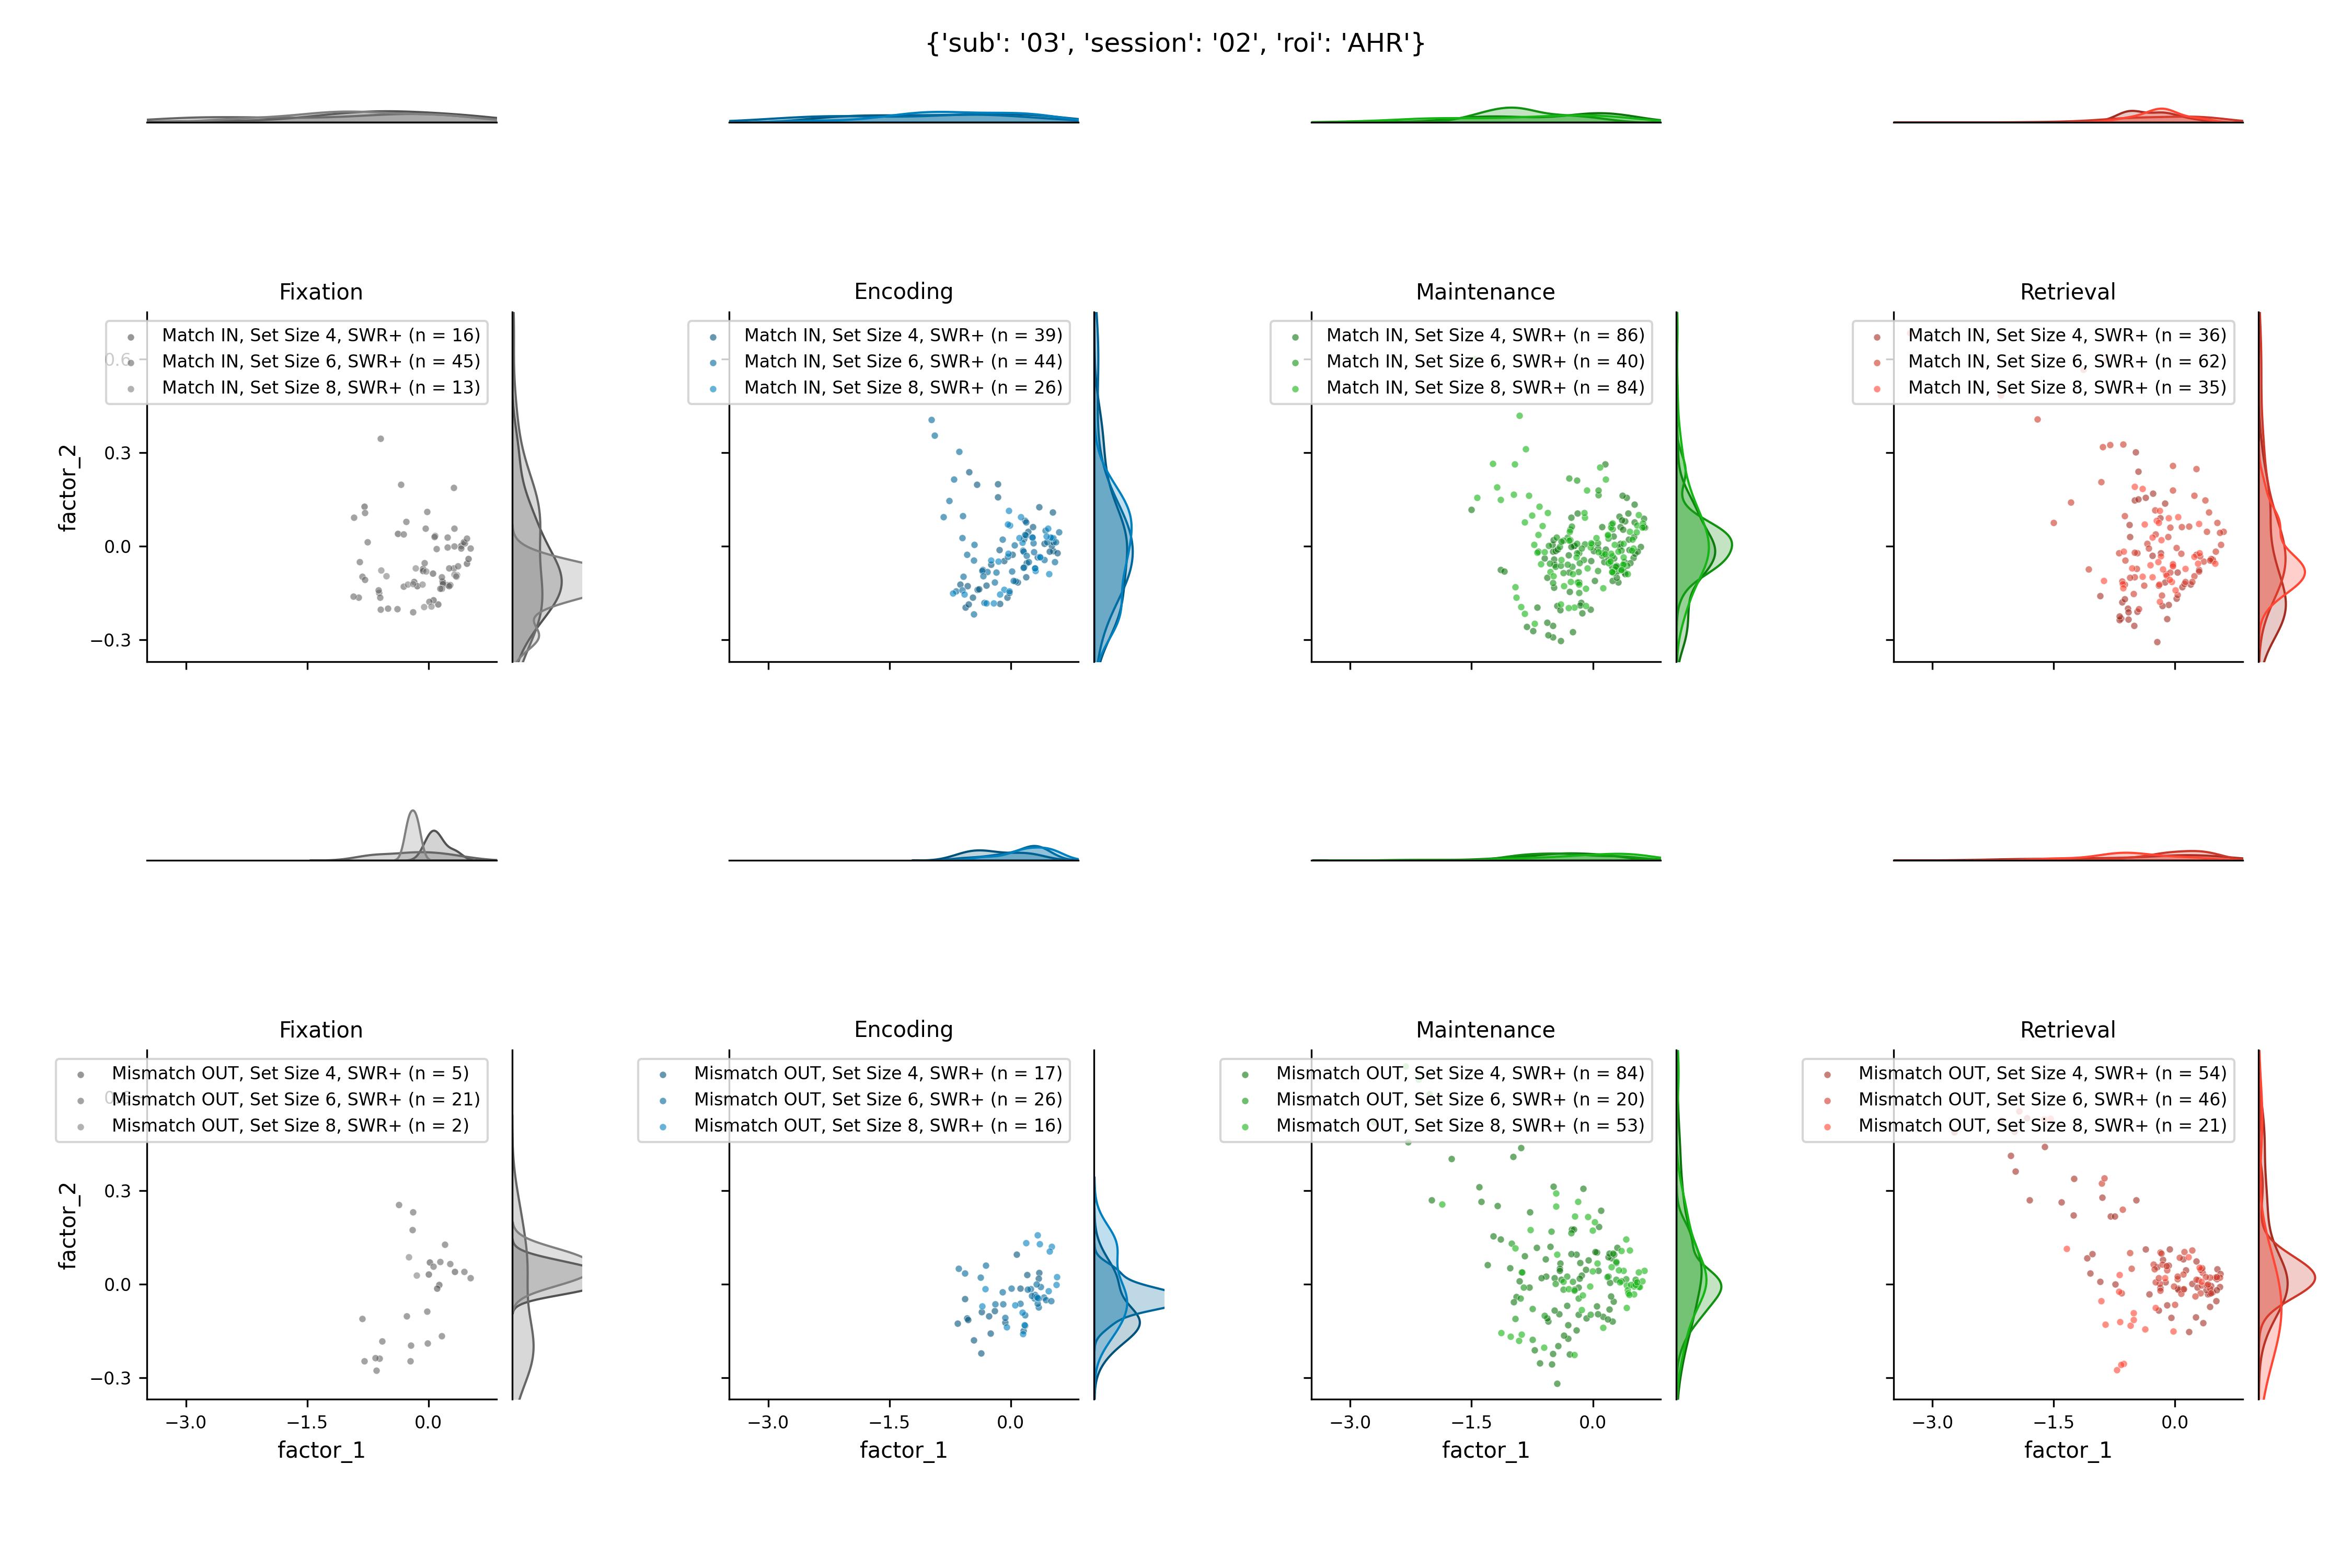 {'sub': '03', 'session': '02', 'roi': 'AHR'}
Fixation
Encoding
Maintenance
Retrieval
Match IN, Set Size 4, SWR+ (n = 16)
Match IN, Set Size 6, SWR+ (n = 45)
Match IN, Set Size 8, SWR+ (n = 13)
Match IN, Set Size 4, SWR+ (n = 39)
Match IN, Set Size 6, SWR+ (n = 44)
Match IN, Set Size 8, SWR+ (n = 26)
Match IN, Set Size 4, SWR+ (n = 86)
Match IN, Set Size 6, SWR+ (n = 40)
Match IN, Set Size 8, SWR+ (n = 84)
Match IN, Set Size 4, SWR+ (n = 36)
Match IN, Set Size 6, SWR+ (n = 62)
Match IN, Set Size 8, SWR+ (n = 35)
0.6
0.3
0.0
−0.3
factor_2
Fixation
Encoding
Maintenance
Retrieval
Mismatch OUT, Set Size 4, SWR+ (n = 5)
Mismatch OUT, Set Size 6, SWR+ (n = 21)
Mismatch OUT, Set Size 8, SWR+ (n = 2)
Mismatch OUT, Set Size 4, SWR+ (n = 17)
Mismatch OUT, Set Size 6, SWR+ (n = 26)
Mismatch OUT, Set Size 8, SWR+ (n = 16)
Mismatch OUT, Set Size 4, SWR+ (n = 84)
Mismatch OUT, Set Size 6, SWR+ (n = 20)
Mismatch OUT, Set Size 8, SWR+ (n = 53)
Mismatch OUT, Set Size 4, SWR+ (n = 54)
Mismatch OUT, Set Size 6, SWR+ (n = 46)
Mismatch OUT, Set Size 8, SWR+ (n = 21)
0.3
0.0
−0.3
factor_2
−3.0 −1.5 0.0
−3.0 −1.5 0.0
−3.0 −1.5 0.0
−3.0 −1.5 0.0
factor_1
factor_1
factor_1
factor_1